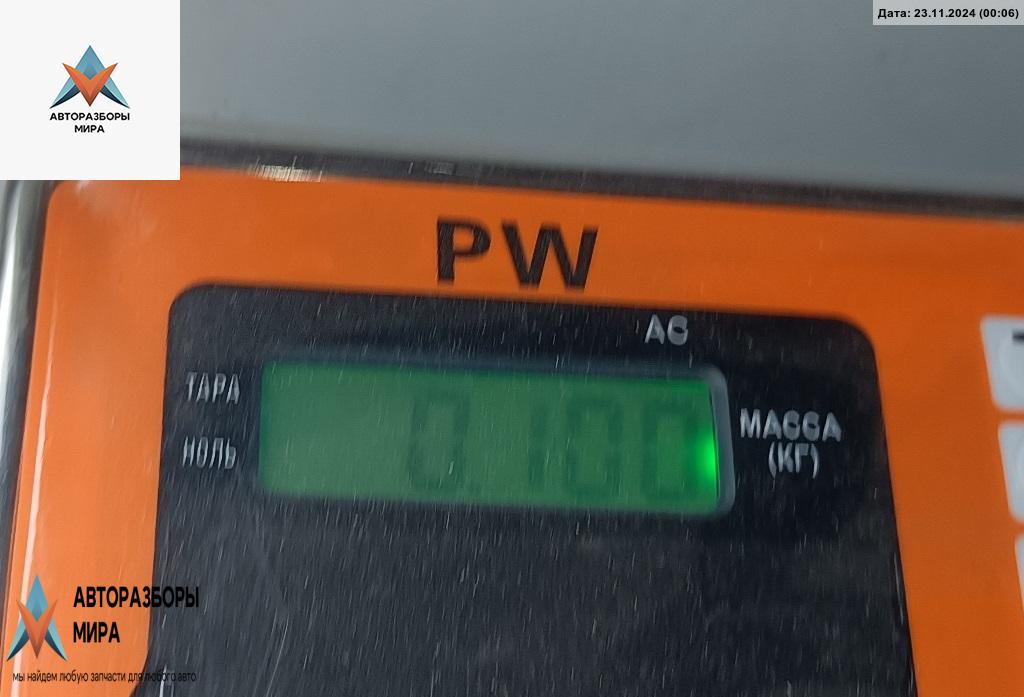 Дата: 23.11.2024 (00:06)
АВТОРАЗБОРЫ
МИРА
PW
AC
ТАРА
НОЛЬ
0.100
МАССА
(КГ)
АВТОРАЗБОРЫ
МИРА
мы найдем любую запчасти для любого авто